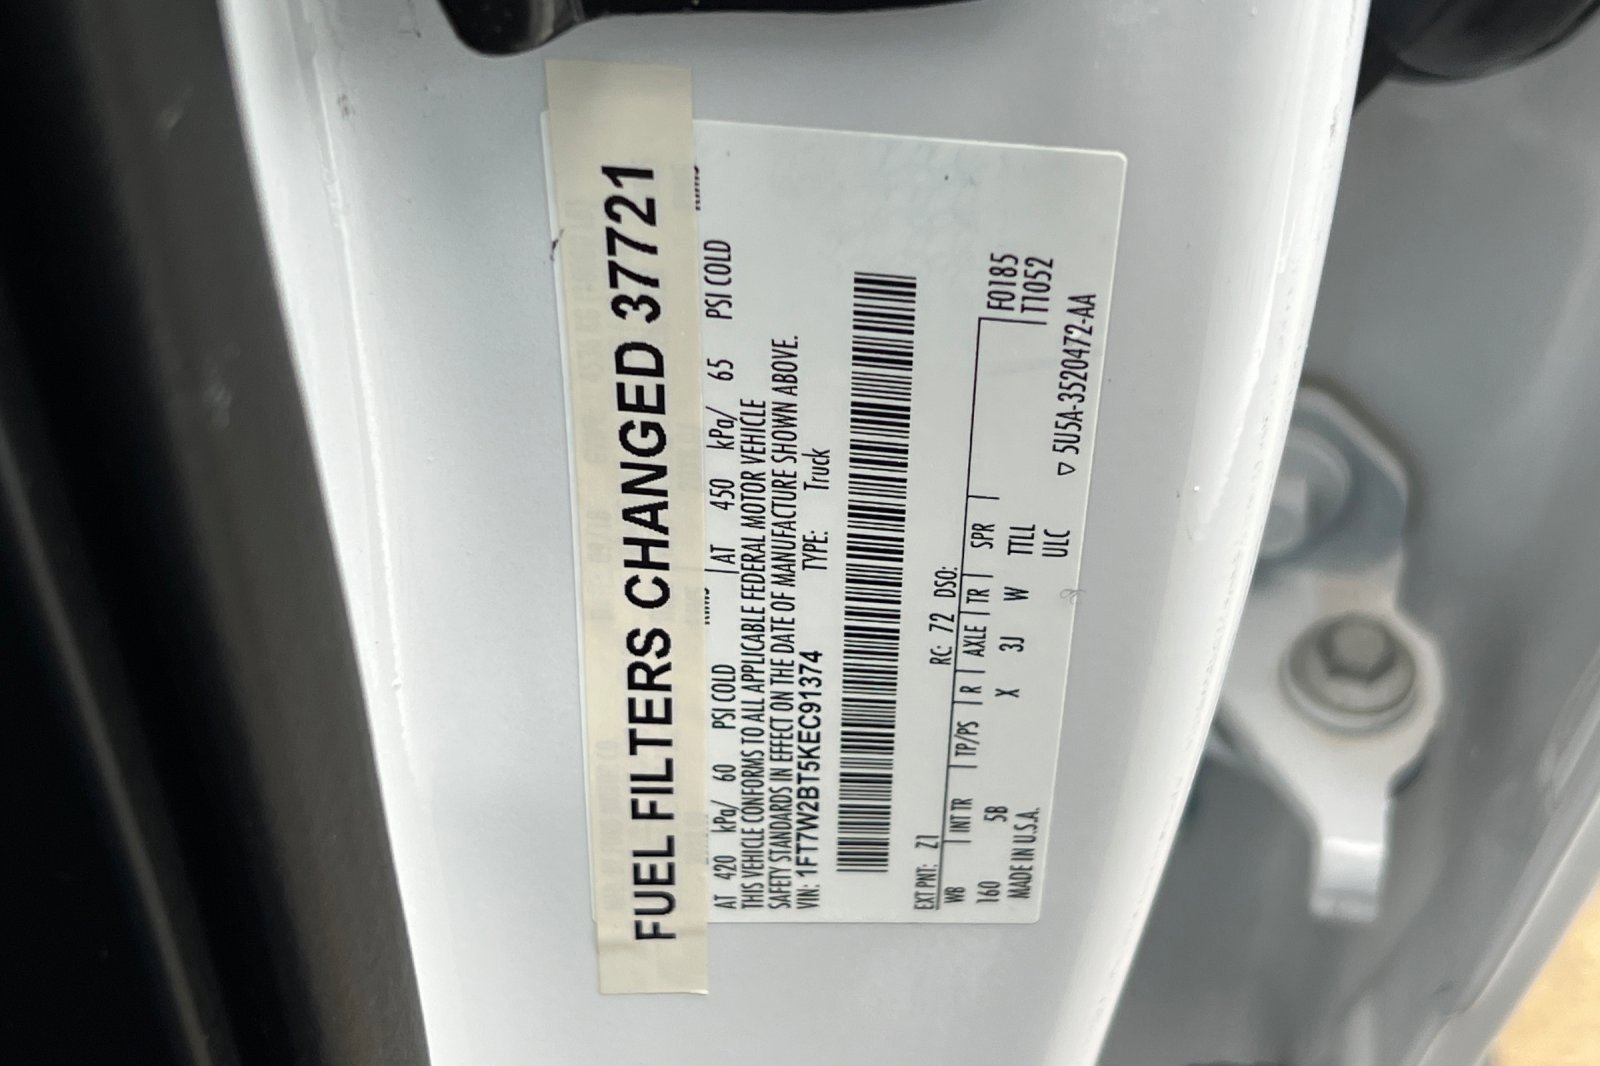 FUEL FILTERS CHANGED 37721
AT 420 kPa/ 60 PSI COLD AT 450 kPa/ 65 PSI COLD
THIS VEHICLE CONFORMS TO ALL APPLICABLE FEDERAL MOTOR VEHICLE
SAFETY STANDARDS IN EFFECT ON THE DATE OF MANUFACTURE SHOWN ABOVE.
VIN: 1FT7W2BT5KEC91374 TYPE: Truck
EXT PNT: Z1 RC: 72 DSO:
WB INT TR TP/PS R AXLE TR SPR F0185
160 5B X 3J W TTLL T1052
MADE IN U.S.A. ULC ▽ 5U5A-3520472-AA